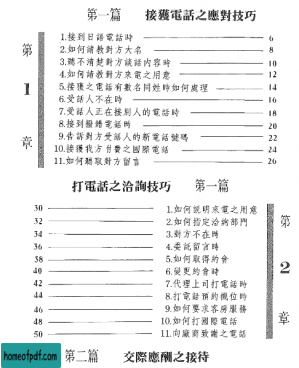 第一篇 接獲電話之應對技巧
第1章
1.接到日語電話時 6
2.如何請教對方大名 8
3.聽不清楚對方談話內容時 10
4.如何請教對方來電之用意 12
5.接獲之電話有數名同姓時如何處理 14
6.受話人不在時 16
7.受話人正在接別人的電話時 18
8.接到撥錯電話時 20
9.告訴對方受話人的新電話號碼 22
10.接獲我方自費之國際電話 24
11.如何聽取對方留言 26
打電話之洽詢技巧 第一篇
第2章
30 1.如何説明來電之用意
32 2.如何指定洽詢部門
34 3.對方不在時
36 4.委託留言時
38 5.如何取得約會
40 6.變更約會時
42 7.代理上司打電話時
44 8.打電話預約機位時
46 9.如何要求客房服務
48 10.如何打國際電話
50 11.向廠商致謝之電話
第二篇 交際應酬之接待
homeofpdf.com